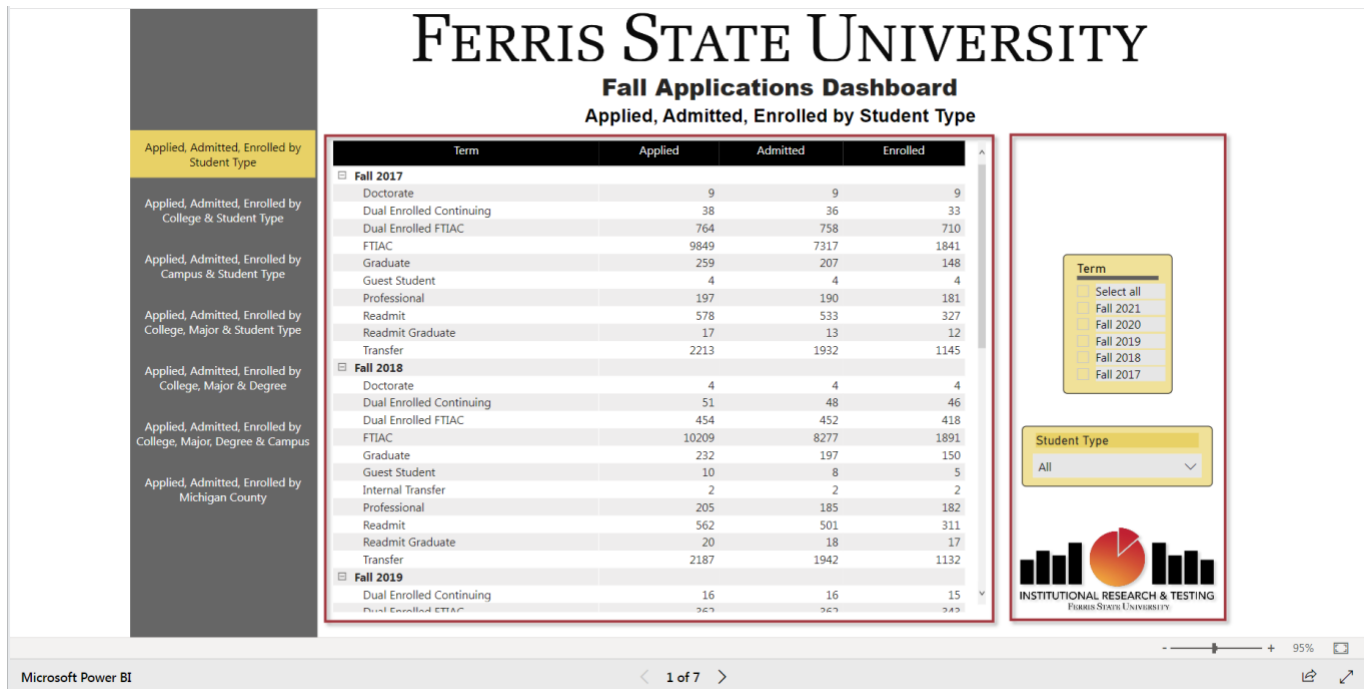 FERRIS STATE UNIVERSITY
Fall Applications Dashboard
Applied, Admitted, Enrolled by Student Type
Applied, Admitted, Enrolled by
Student Type
Applied, Admitted, Enrolled by
College & Student Type
Applied, Admitted, Enrolled by
Campus & Student Type
Applied, Admitted, Enrolled by
College, Major & Student Type
Applied, Admitted, Enrolled by
College, Major & Degree
Applied, Admitted, Enrolled by
College, Major, Degree & Campus
Applied, Admitted, Enrolled by
Michigan County
Term Applied Admitted Enrolled
Fall 2017
Doctorate 9 9 9
Dual Enrolled Continuing 38 36 33
Dual Enrolled FTIAC 764 758 710
FTIAC 9849 7317 1841
Graduate 259 207 148
Guest Student 4 4 4
Professional 197 190 181
Readmit 578 533 327
Readmit Graduate 17 13 12
Transfer 2213 1932 1145
Fall 2018
Doctorate 4 4 4
Dual Enrolled Continuing 51 48 46
Dual Enrolled FTIAC 454 452 418
FTIAC 10209 8277 1891
Graduate 232 197 150
Guest Student 10 8 5
Internal Transfer 2 2 2
Professional 205 185 182
Readmit 562 501 311
Readmit Graduate 20 18 17
Transfer 2187 1942 1132
Fall 2019
Dual Enrolled Continuing 16 16 15
Dual Enrolled FTIAC 362 362 343
Term
Select all
Fall 2021
Fall 2020
Fall 2019
Fall 2018
Fall 2017
Student Type
All
INSTITUTIONAL RESEARCH & TESTING
FERRIS STATE UNIVERSITY
- + 95%
Microsoft Power BI
1 of 7